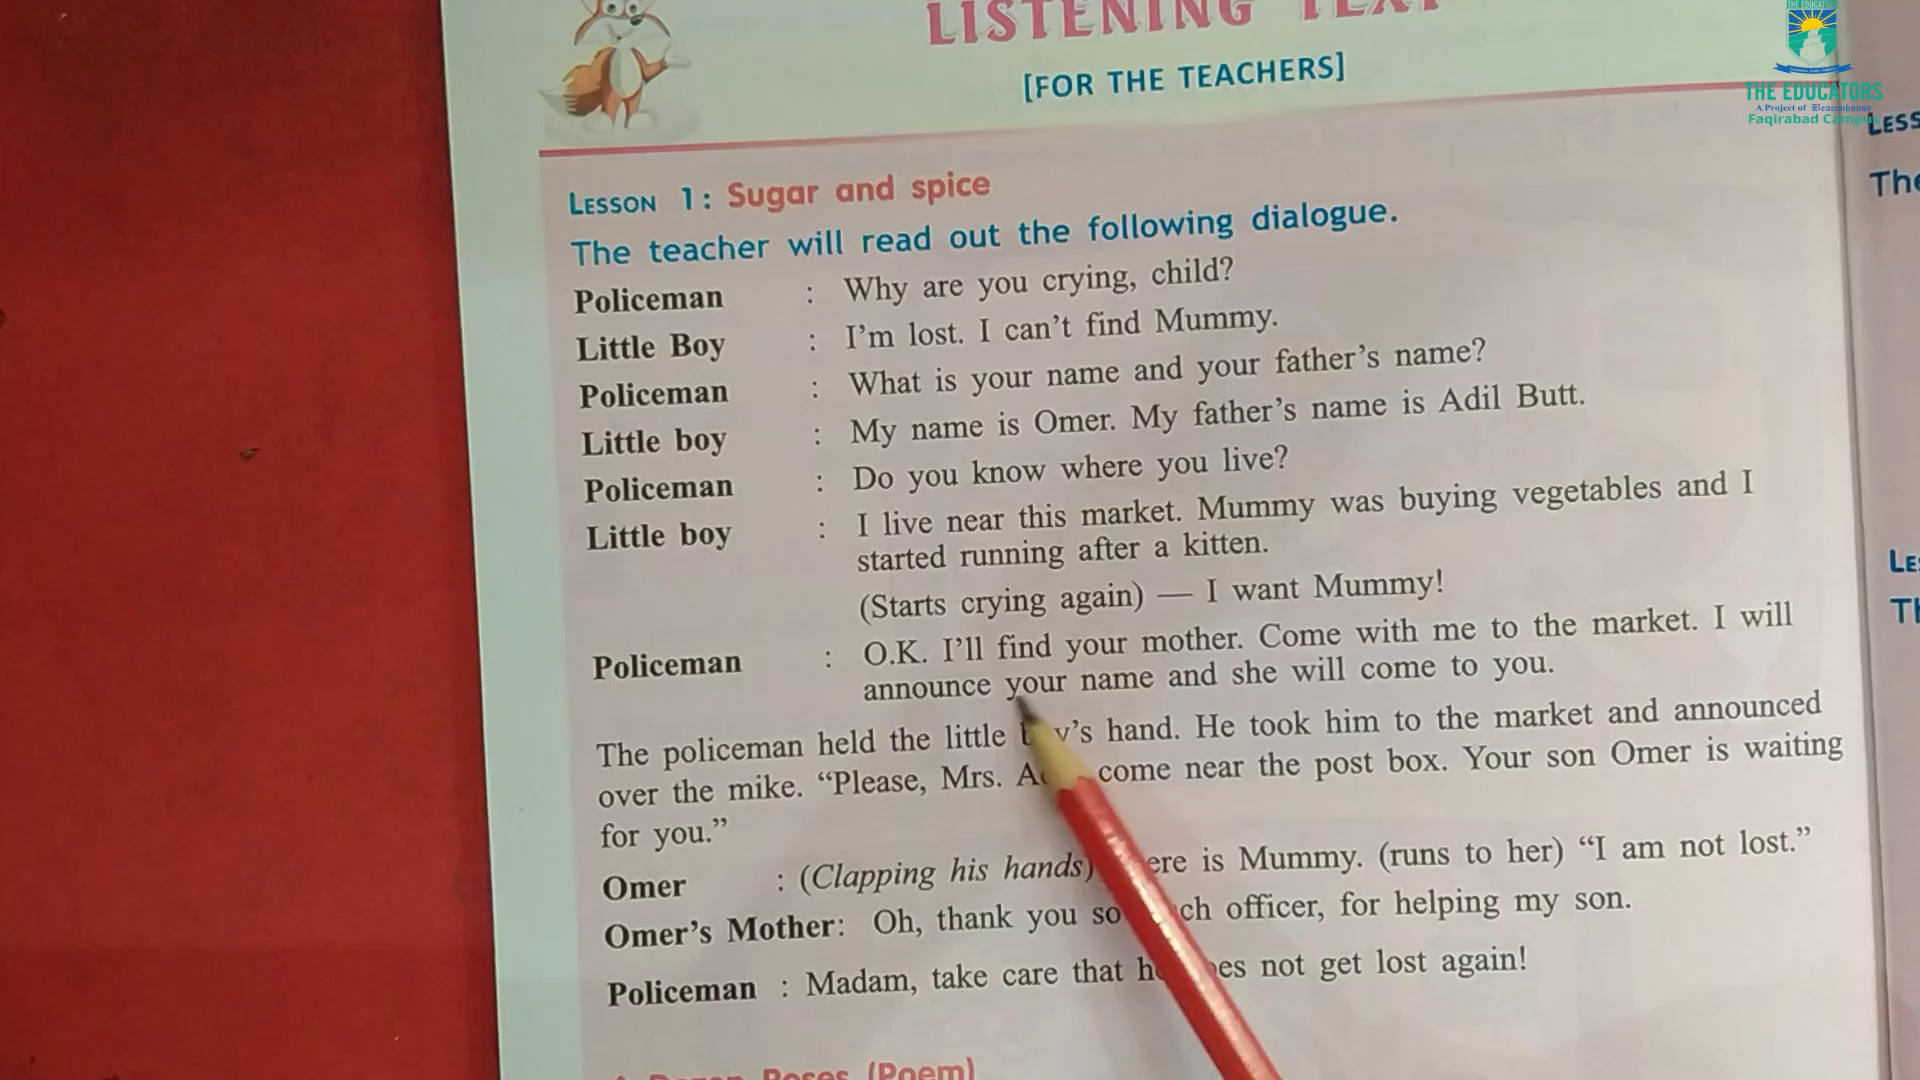 LISTENING TEXT
[FOR THE TEACHERS]
THE EDUCATORS
A Project of Beaconhouse
Faqirabad Campus
LESSON 1: Sugar and spice
The teacher will read out the following dialogue.
Policeman : Why are you crying, child?
Little Boy : I'm lost. I can't find Mummy.
Policeman : What is your name and your father's name?
Little boy : My name is Omer. My father's name is Adil Butt.
Policeman : Do you know where you live?
Little boy : I live near this market. Mummy was buying vegetables and I
started running after a kitten.
(Starts crying again) — I want Mummy!
Policeman : O.K. I'll find your mother. Come with me to the market. I will
announce your name and she will come to you.
The policeman held the little boy's hand. He took him to the market and announced
over the mike. “Please, Mrs. come near the post box. Your son Omer is waiting
for you.”
Omer : (Clapping his hands) is Mummy. (runs to her) “I am not lost.”
Omer's Mother: Oh, thank you so officer, for helping my son.
Policeman : Madam, take care that not get lost again!
Roses (Poem)